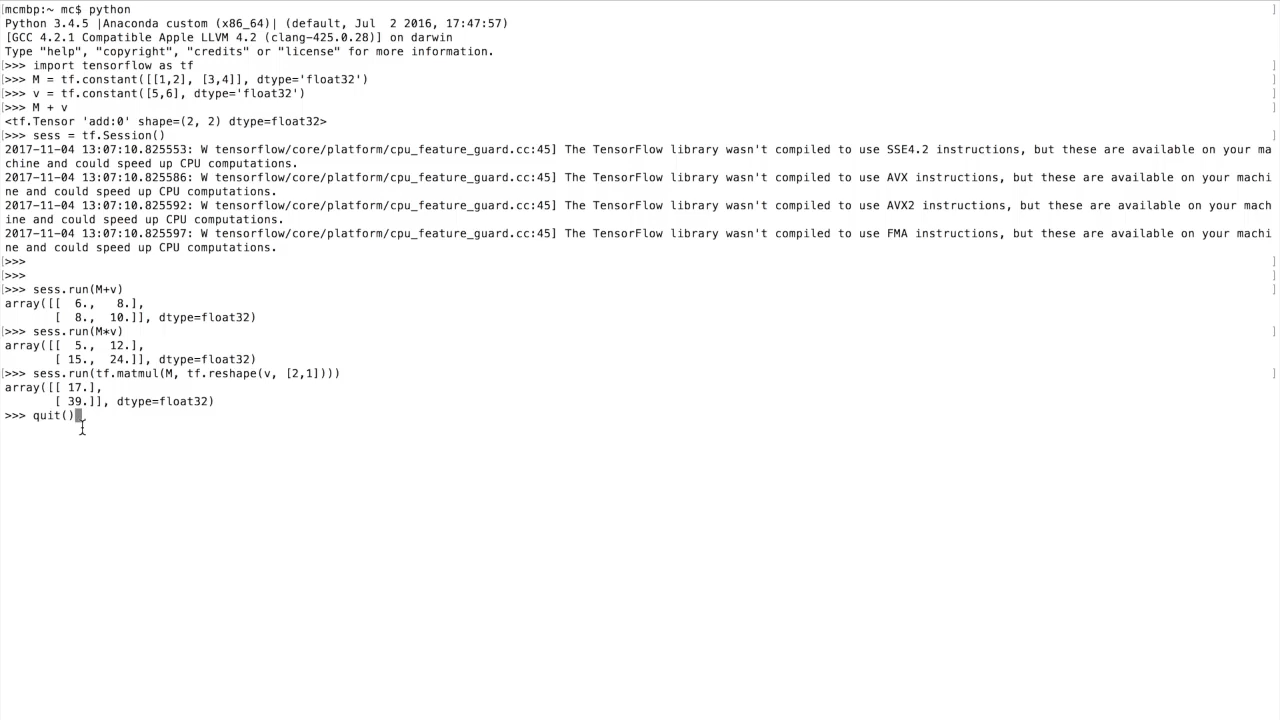 mcmbp:~ mc$ python
Python 3.4.5 |Anaconda custom (x86_64)| (default, Jul  2 2016, 17:47:57)
[GCC 4.2.1 Compatible Apple LLVM 4.2 (clang-425.0.28)] on darwin
Type "help", "copyright", "credits" or "license" for more information.
>>> import tensorflow as tf
>>> M = tf.constant([[1,2], [3,4]], dtype='float32')
>>> v = tf.constant([5,6], dtype='float32')
>>> M + v
<tf.Tensor 'add:0' shape=(2, 2) dtype=float32>
>>> sess = tf.Session()
2017-11-04 13:07:10.825553: W tensorflow/core/platform/cpu_feature_guard.cc:45] The TensorFlow library wasn't compiled to use SSE4.2 instructions, but these are available on your ma
chine and could speed up CPU computations.
2017-11-04 13:07:10.825586: W tensorflow/core/platform/cpu_feature_guard.cc:45] The TensorFlow library wasn't compiled to use AVX instructions, but these are available on your machi
ne and could speed up CPU computations.
2017-11-04 13:07:10.825592: W tensorflow/core/platform/cpu_feature_guard.cc:45] The TensorFlow library wasn't compiled to use AVX2 instructions, but these are available on your mach
ine and could speed up CPU computations.
2017-11-04 13:07:10.825597: W tensorflow/core/platform/cpu_feature_guard.cc:45] The TensorFlow library wasn't compiled to use FMA instructions, but these are available on your machi
ne and could speed up CPU computations.
>>>
>>>
>>> sess.run(M+v)
array([[  6.,   8.],
       [  8.,  10.]], dtype=float32)
>>> sess.run(M*v)
array([[  5.,  12.],
       [ 15.,  24.]], dtype=float32)
>>> sess.run(tf.matmul(M, tf.reshape(v, [2,1])))
array([[ 17.],
       [ 39.]], dtype=float32)
>>> quit()